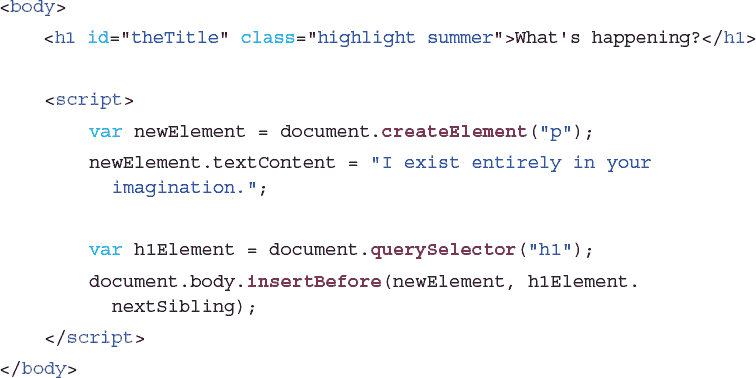 <body>
<h1 id="theTitle" class="highlight summer">What's happening?</h1>
<script>
var newElement = document.createElement("p");
newElement.textContent = "I exist entirely in your
imagination.";
var h1Element = document.querySelector("h1");
document.body.insertBefore(newElement, h1Element.
nextSibling);
</script>
</body>